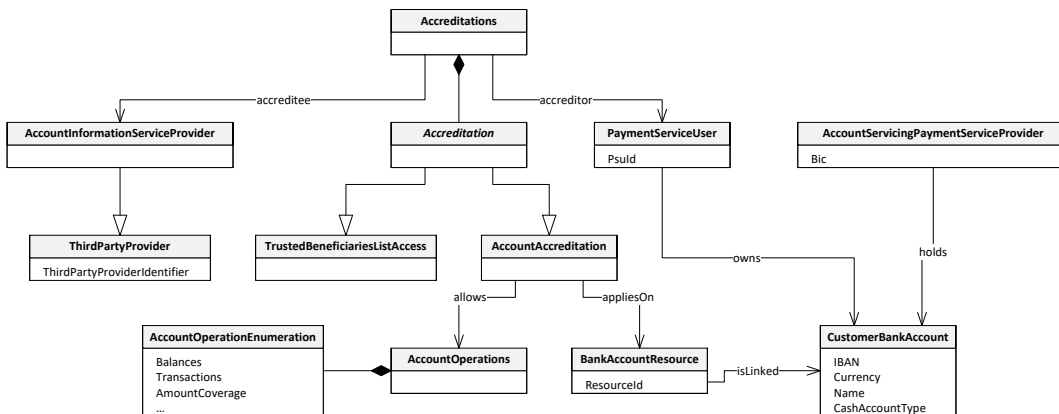 Accreditations
accreditee
accreditor
AccountInformationServiceProvider
Accreditation
PaymentServiceUser
PsuId
AccountServicingPaymentServiceProvider
Bic
ThirdPartyProvider
ThirdPartyProviderIdentifier
TrustedBeneficiariesListAccess
AccountAccreditation
owns
holds
allows
appliesOn
AccountOperationEnumeration
Balances
Transactions
AmountCoverage
...
AccountOperations
BankAccountResource
ResourceId
isLinked
CustomerBankAccount
IBAN
Currency
Name
CashAccountType